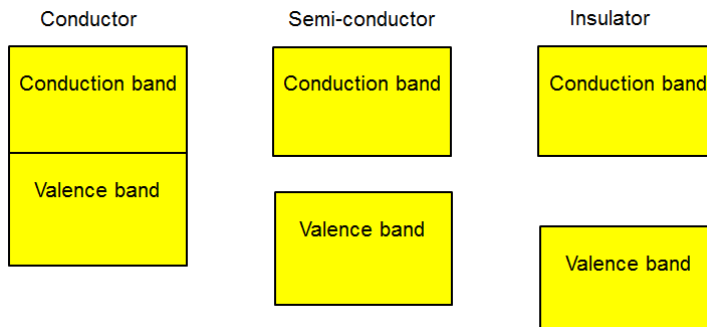 Conductor
Semi-conductor
Insulator
Conduction band
Conduction band
Conduction band
Valence band
Valence band
Valence band